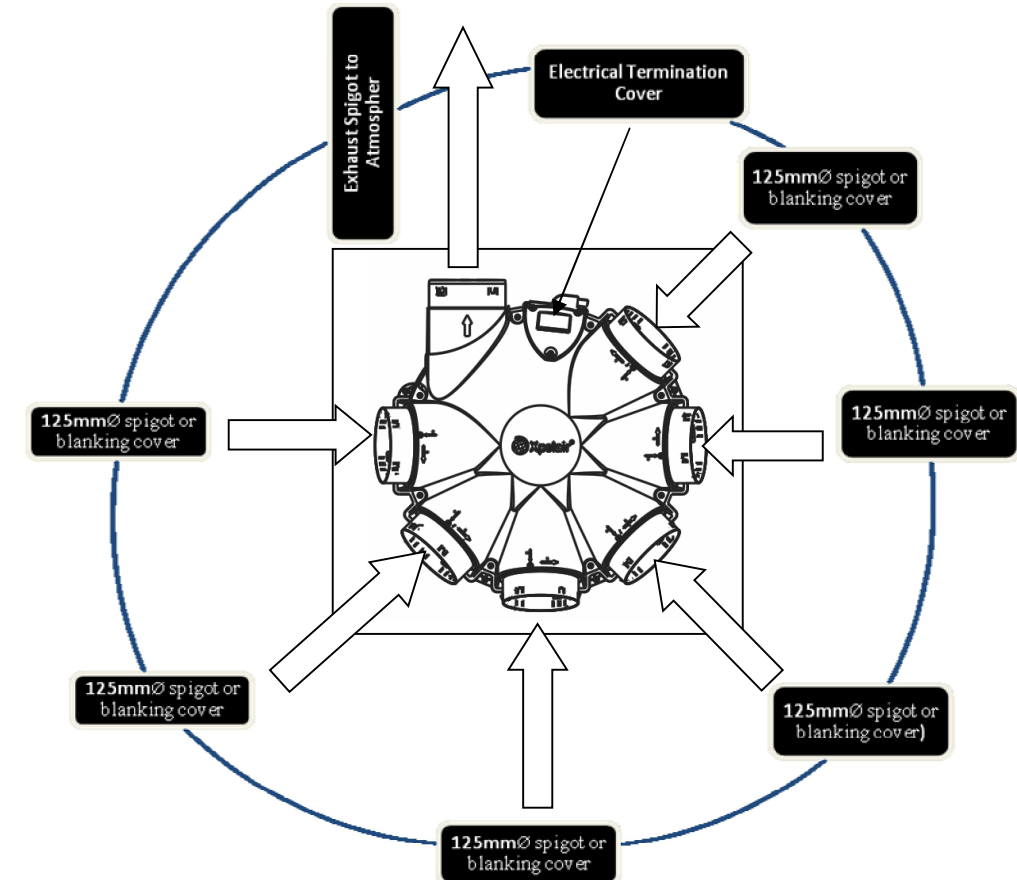 Exhaust Spigot to
Atmospher
Electrical Termination
Cover
125mmØ spigot or
blanking cover
125mmØ spigot or
blanking cover
125mmØ spigot or
blanking cover
Xpelair®
125mmØ spigot or
blanking cover
125mmØ spigot or
blanking cover)
125mmØ spigot or
blanking cover